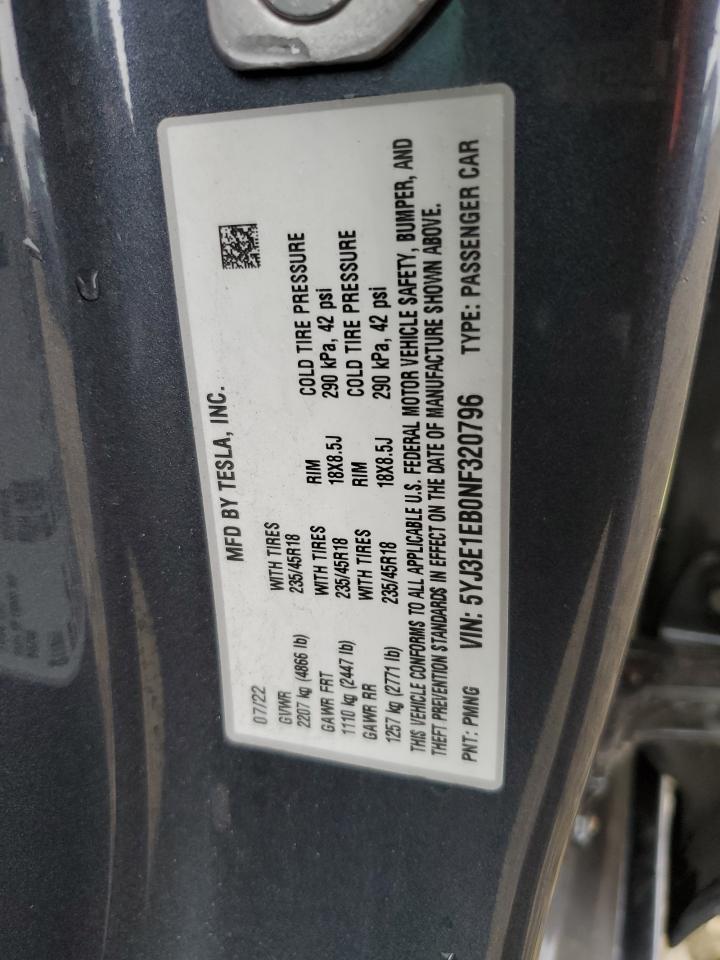 MFD BY TESLA, INC.
07/22
GVWR WITH TIRES RIM COLD TIRE PRESSURE
2207 kg (4866 lb) 235/45R18 18X8.5J 290 kPa, 42 psi
GAWR FRT WITH TIRES RIM COLD TIRE PRESSURE
1110 kg (2447 lb) 235/45R18 18X8.5J 290 kPa, 42 psi
GAWR RR WITH TIRES
1257 kg (2771 lb) 235/45R18
THIS VEHICLE CONFORMS TO ALL APPLICABLE U.S. FEDERAL MOTOR VEHICLE SAFETY, BUMPER, AND
THEFT PREVENTION STANDARDS IN EFFECT ON THE DATE OF MANUFACTURE SHOWN ABOVE.
PNT: PMNG VIN: 5YJ3E1EB0NF320796 TYPE: PASSENGER CAR